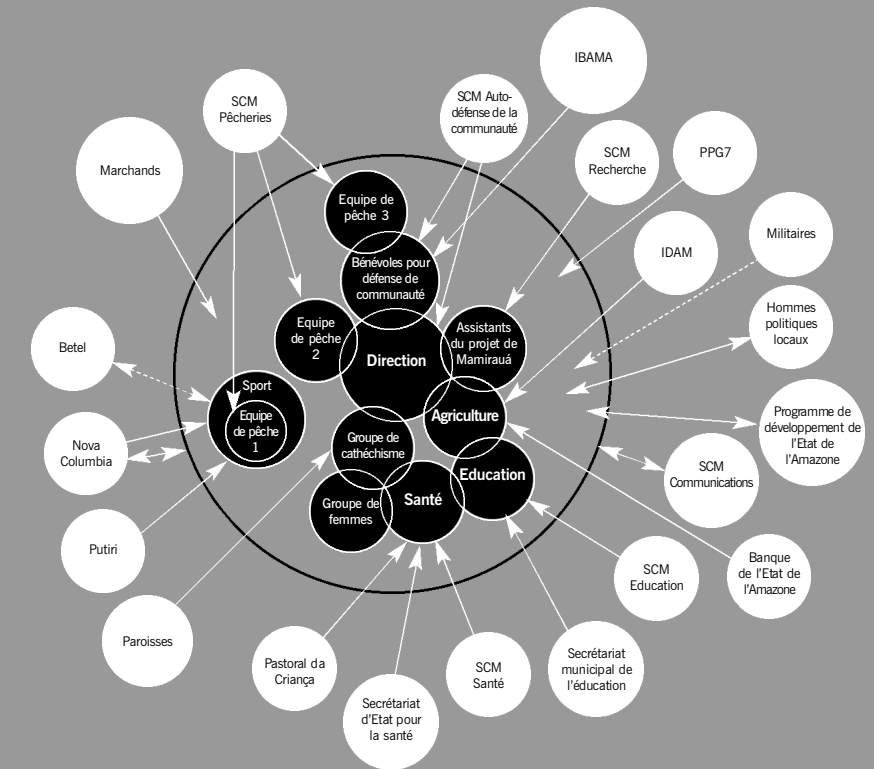 IBAMA
SCM
Pêcheries
SCM Auto-
défense de la
communauté
Marchands
SCM
Recherche
PPG7
Equipe de
pêche 3
Militaires
IDAM
Bénévoles pour
défense de
communauté
Hommes
politiques
locaux
Betel
Equipe
de pêche
2
Direction
Assistants
du projet de
Mamirauá
Sport
Equipe
de pêche
1
Agriculture
Programme de
développement de
l'Etat de
l'Amazone
Nova
Columbia
Groupe de
cathéchisme
Education
SCM
Communications
Groupe de
femmes
Santé
Putiri
SCM
Education
Banque
de l'Etat de
l'Amazone
Paroisses
Pastoral da
Criança
Secrétariat
d'Etat pour
la santé
SCM
Santé
Secrétariat
municipal de
l'éducation